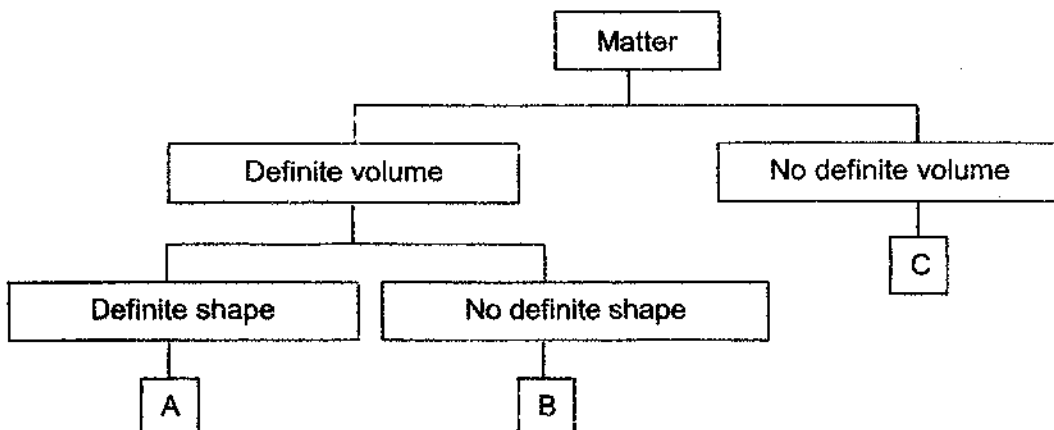 Matter
Definite volume
No definite volume
C
Definite shape
No definite shape
A
B